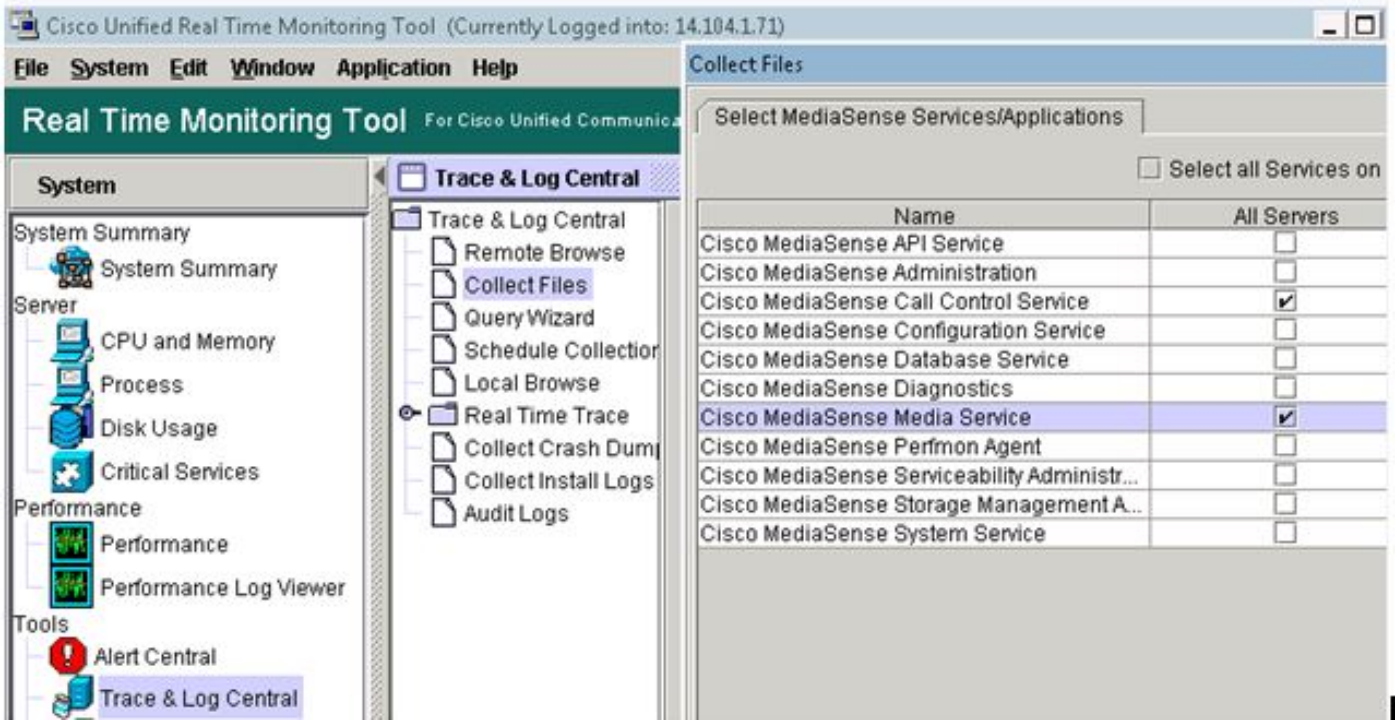 Cisco Unified Real Time Monitoring Tool (Currently Logged into: 14.104.1.71)
File System Edit Window Application Help
Real Time Monitoring Tool For Cisco Unified Communica
System
System Summary
System Summary
Server
CPU and Memory
Process
Disk Usage
Critical Services
Performance
Performance
Performance Log Viewer
Tools
Alert Central
Trace & Log Central
Trace & Log Central
Trace & Log Central
Remote Browse
Collect Files
Query Wizard
Schedule Collection
Local Browse
Real Time Trace
Collect Crash Dum
Collect Install Logs
Audit Logs
Collect Files
Select MediaSense Services/Applications
Select all Services on
Name All Servers
Cisco MediaSense API Service
Cisco MediaSense Administration
Cisco MediaSense Call Control Service
Cisco MediaSense Configuration Service
Cisco MediaSense Database Service
Cisco MediaSense Diagnostics
Cisco MediaSense Media Service
Cisco MediaSense Perfmon Agent
Cisco MediaSense Serviceability Administr...
Cisco MediaSense Storage Management A...
Cisco MediaSense System Service